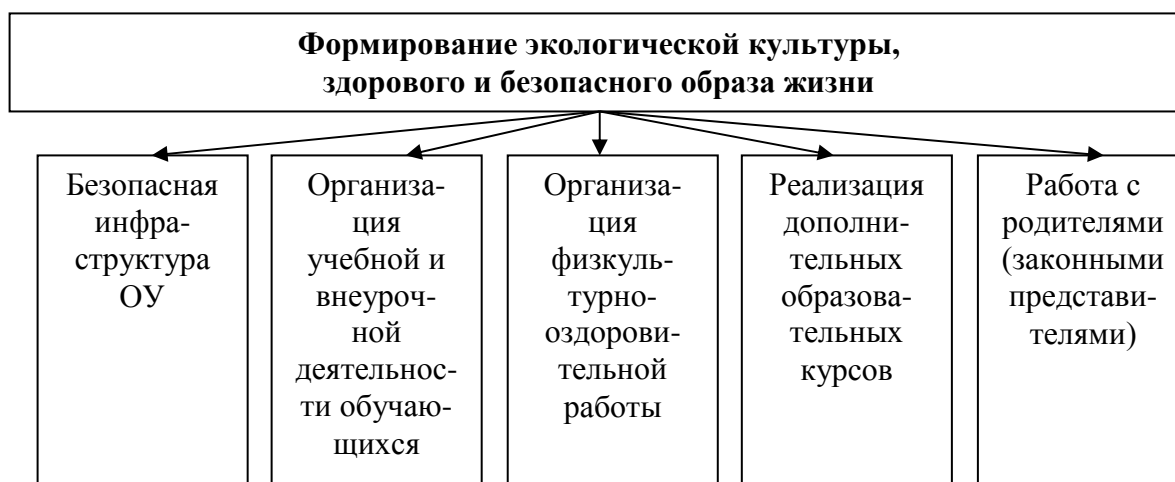 Формирование экологической культуры,
здорового и безопасного образа жизни
Безопасная
инфра-
структура
ОУ
Организа-
ция
учебной и
внеуроч-
ной
деятельнос-
ти обучаю-
щихся
Организа-
ция
физкуль-
турно-
оздорови-
тельной
работы
Реализация
дополни-
тельных
образова-
тельных
курсов
Работа с
родителями
(законными
представи-
телями)